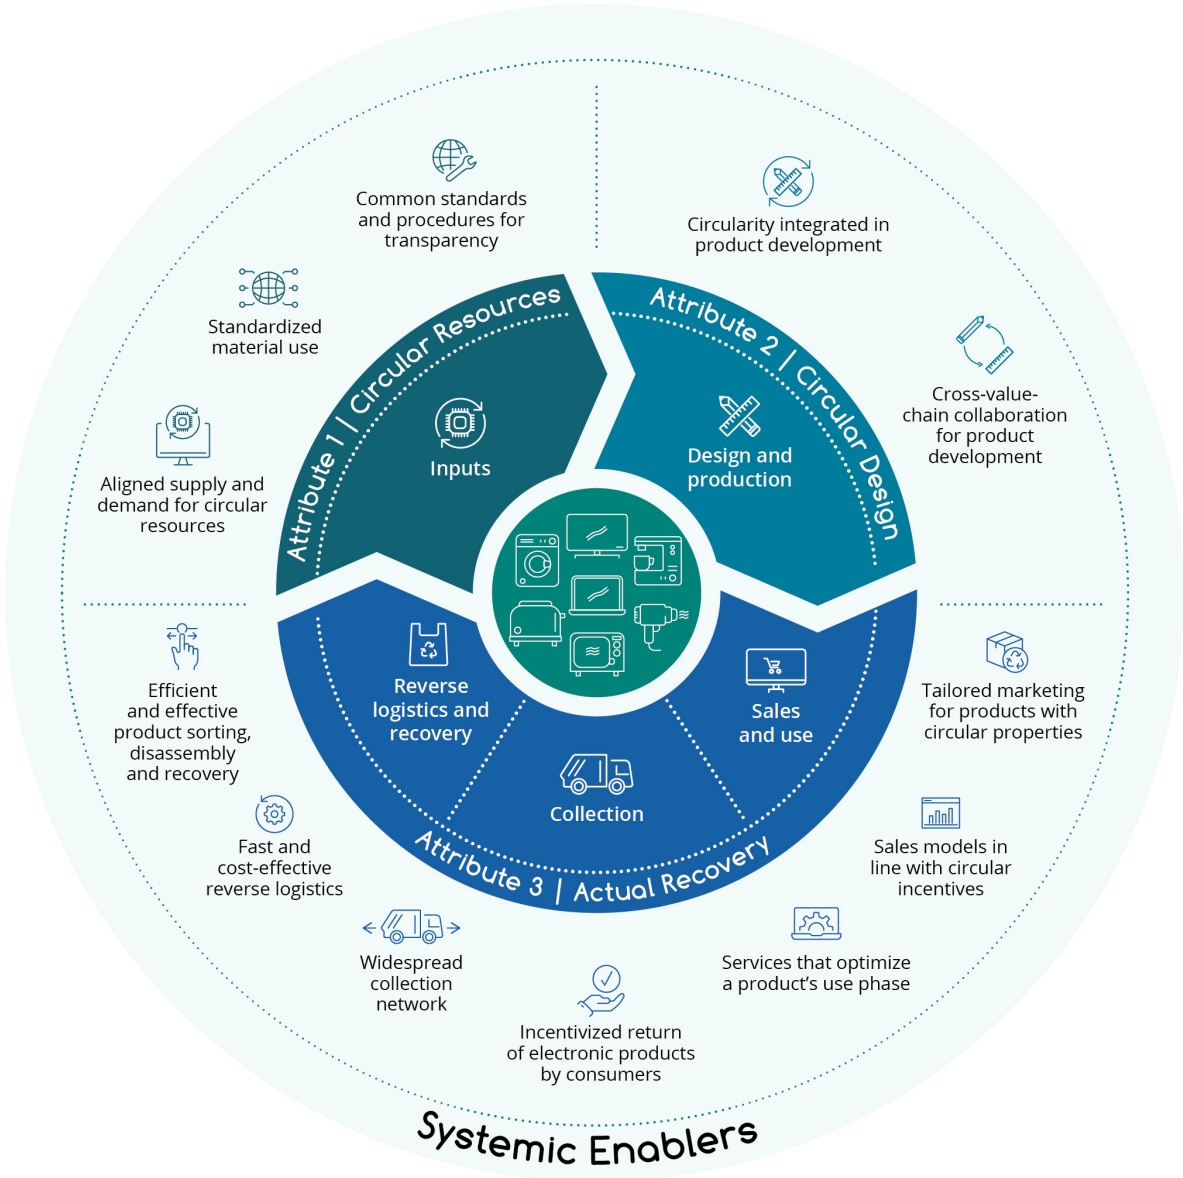 Common standards
and procedures for
transparency
Circularity integrated in
product development
Standardized
material use
Cross-value-
chain collaboration
for product
development
Aligned supply and
demand for circular
resources
Attribute 1 | Circular Resources
Inputs
Attribute 2 | Circular Design
Design and
production
Attribute 3 | Actual Recovery
Reverse
logistics and
recovery
Collection
Sales
and use
Efficient
and effective
product sorting,
disassembly
and recovery
Tailored marketing
for products with
circular properties
Fast and
cost-effective
reverse logistics
Sales models in
line with circular
incentives
Widespread
collection
network
Services that optimize
a product’s use phase
Incentivized return
of electronic products
by consumers
Systemic Enablers